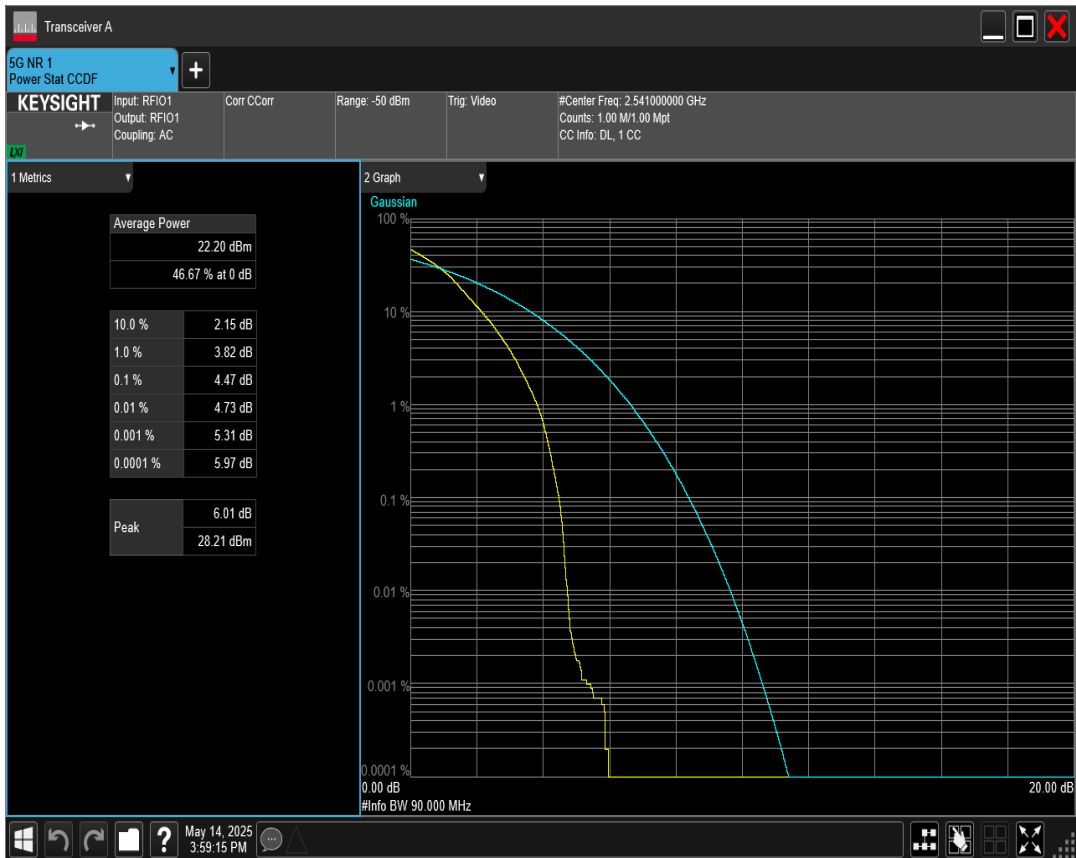 Transceiver A
5G NR 1
Power Stat CCDF
KEYSIGHT
LXI
Input: RFIO1
Output: RFIO1
Coupling: AC
Corr CCorr
Range: -50 dBm
Trig: Video
#Center Freq: 2.541000000 GHz
Counts: 1.00 M/1.00 Mpt
CC Info: DL, 1 CC
1 Metrics
Average Power
22.20 dBm
46.67 % at 0 dB
10.0 % 2.15 dB
1.0 % 3.82 dB
0.1 % 4.47 dB
0.01 % 4.73 dB
0.001 % 5.31 dB
0.0001 % 5.97 dB
Peak
6.01 dB
28.21 dBm
2 Graph
Gaussian
100 %
10 %
1 %
0.1 %
0.01 %
0.001 %
0.0001 %
0.00 dB 20.00 dB
#Info BW 90.000 MHz
May 14, 2025
3:59:15 PM